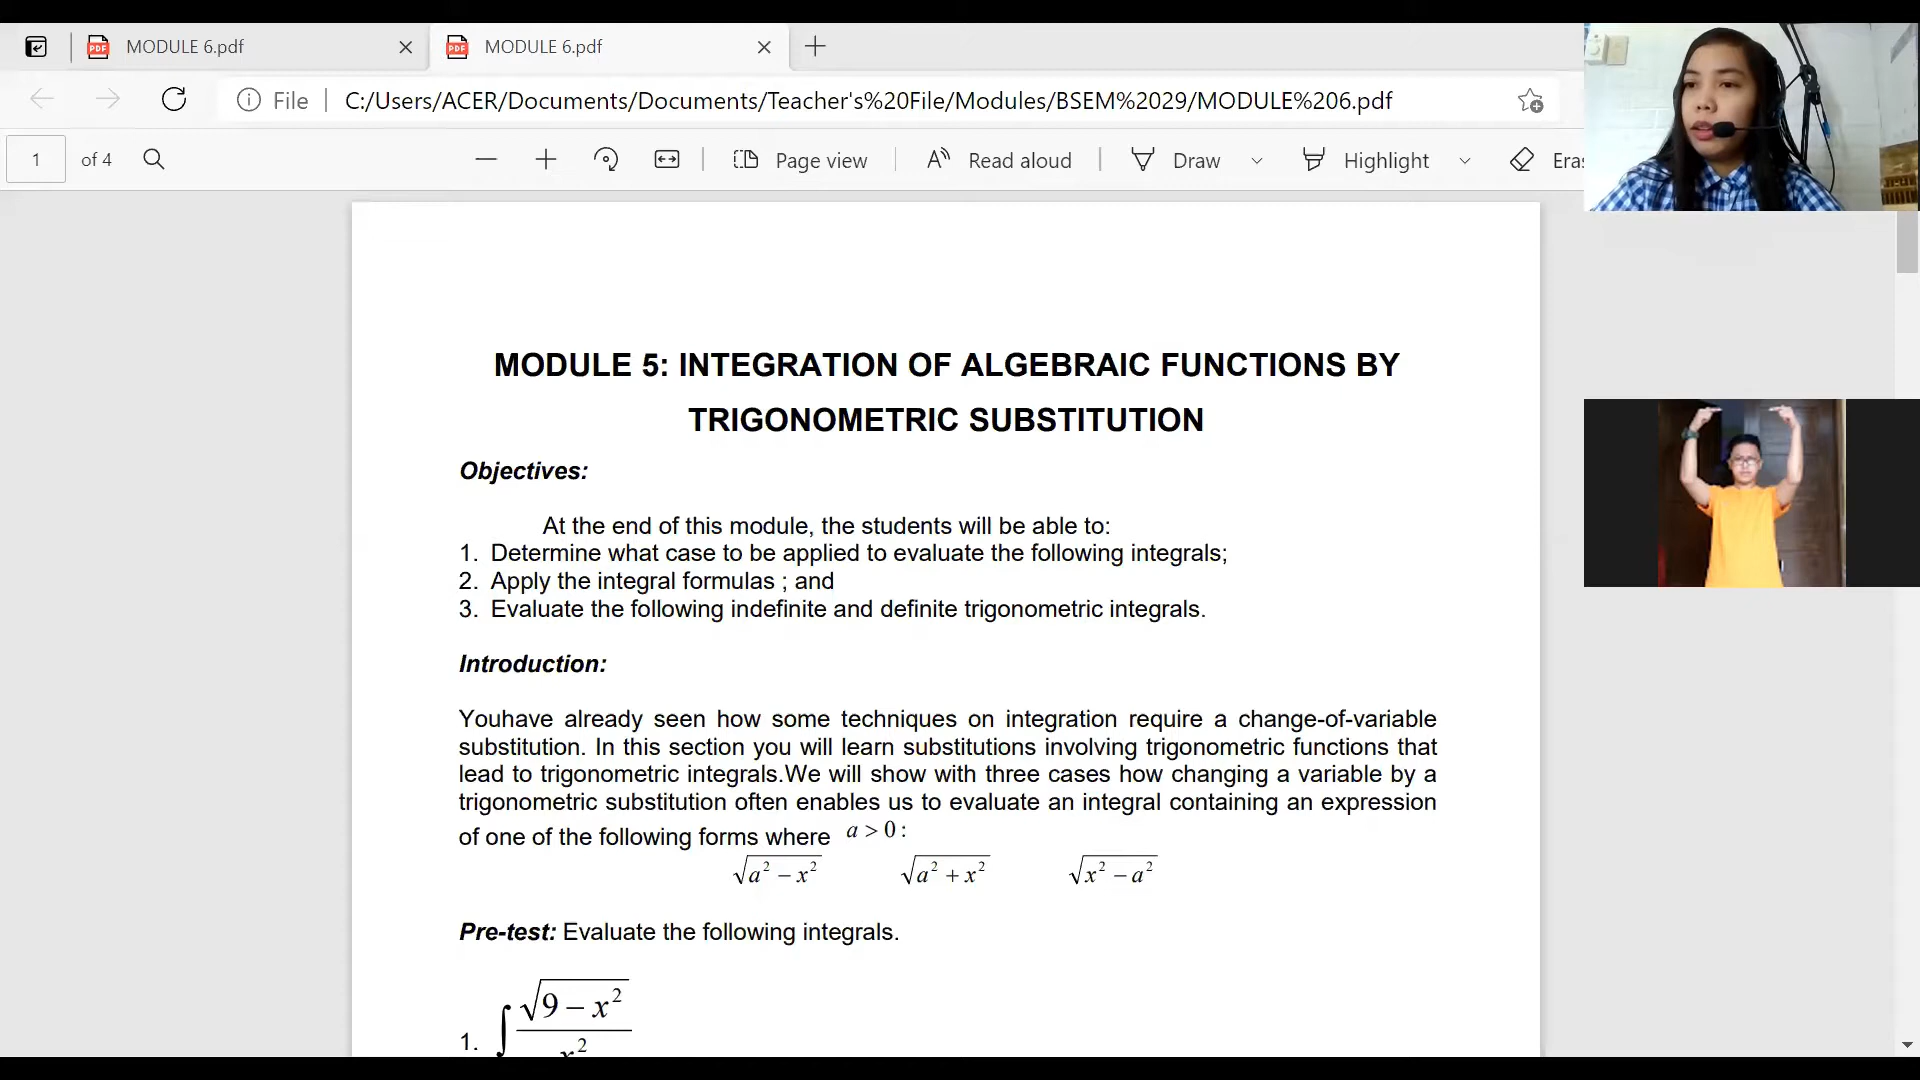 MODULE 6.pdf
MODULE 6.pdf
File
C:/Users/ACER/Documents/Documents/Teacher's%20File/Modules/BSEM%2029/MODULE%206.pdf
1 of 4
Page view
Read aloud
Draw
Highlight
Eras
MODULE 5: INTEGRATION OF ALGEBRAIC FUNCTIONS BY
TRIGONOMETRIC SUBSTITUTION
Objectives:
At the end of this module, the students will be able to:
1. Determine what case to be applied to evaluate the following integrals;
2. Apply the integral formulas ; and
3. Evaluate the following indefinite and definite trigonometric integrals.
Introduction:
Youhave already seen how some techniques on integration require a change-of-variable
substitution. In this section you will learn substitutions involving trigonometric functions that
lead to trigonometric integrals.We will show with three cases how changing a variable by a
trigonometric substitution often enables us to evaluate an integral containing an expression
of one of the following forms where a > 0 :
√a² − x² √a² + x² √x² − a²
Pre-test: Evaluate the following integrals.
1. ∫ √9 − x²
x²